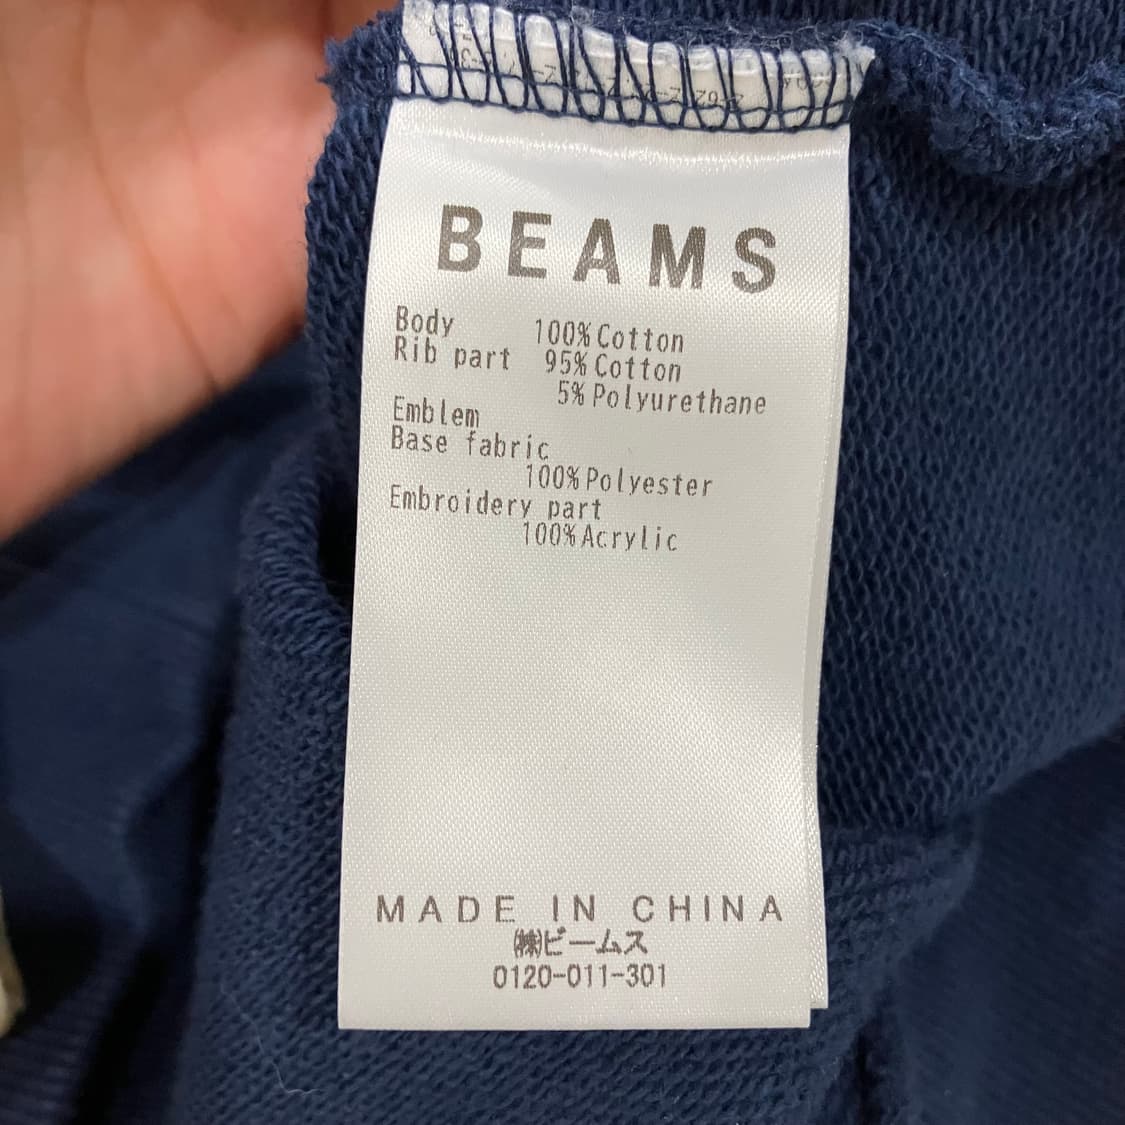 BEAMS
Body 100% Cotton
Rib part 95% Cotton
5% Polyurethane
Emblem
Base fabric
100% Polyester
Embroidery part
100% Acrylic
MADE IN CHINA
㈱ビームス
0120-011-301